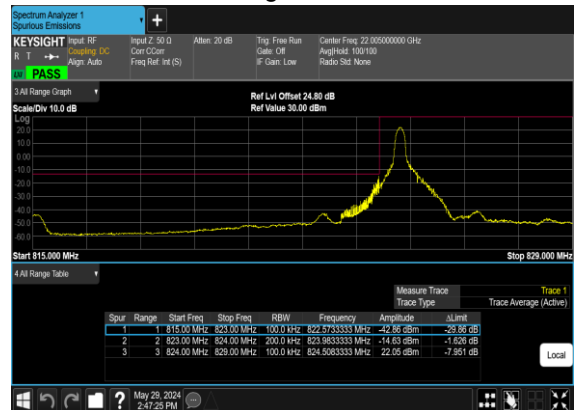 Spectrum Analyzer 1
Spurious Emissions
+
KEYSIGHT Input: RF Input Z: 50 Ω Atten: 20 dB Trig: Free Run Center Freq: 22.005000000 GHz
R T Coupling: DC Corr CCorr Gate: Off Avg|Hold: 100/100
Align: Auto Freq Ref: Int (S) IF Gain: Low Radio Std: None
PASS
3 All Range Graph
Ref Lvl Offset 24.80 dB
Scale/Div 10.0 dB Ref Value 30.00 dBm
Log
20.0
10.0
0.00
-10.0
-20.0
-30.0
-40.0
-50.0
-60.0
Start 815.000 MHz Stop 829.000 MHz
4 All Range Table
Measure Trace Trace 1
Trace Type Trace Average (Active)
Spur Range Start Freq Stop Freq RBW Frequency Amplitude ΔLimit
1 1 815.00 MHz 823.00 MHz 100.0 kHz 822.5733333 MHz -42.86 dBm -29.86 dB
2 2 823.00 MHz 824.00 MHz 200.0 kHz 823.9833333 MHz -14.63 dBm -1.626 dB
3 3 824.00 MHz 829.00 MHz 100.0 kHz 824.5083333 MHz 22.05 dBm -7.951 dB
Local
?
May 29, 2024
2:47:25 PM